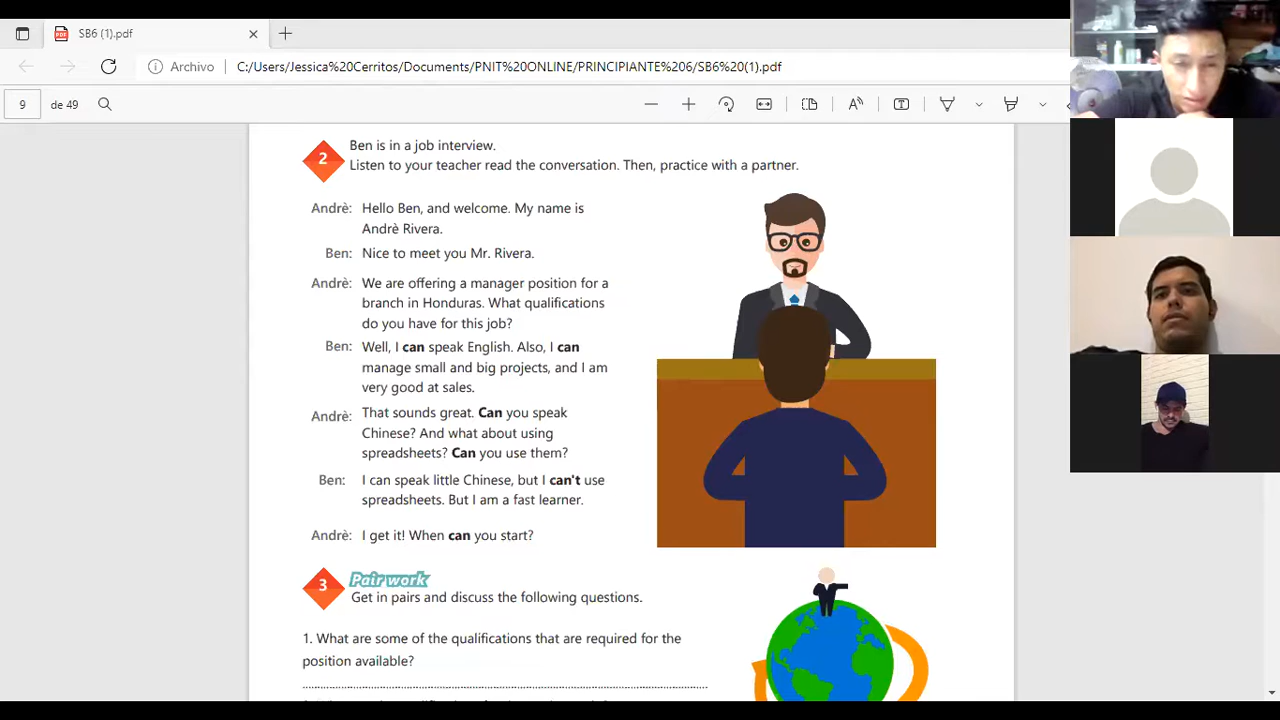 SB6 (1).pdf
Archivo
C:/Users/Jessica%20Cerritos/Documents/PNIT%20ONLINE/PRINCIPIANTE%206/SB6%20(1).pdf
9
de 49
2
Ben is in a job interview.
Listen to your teacher read the conversation. Then, practice with a partner.
Andrè: Hello Ben, and welcome. My name is
Andrè Rivera.
Ben: Nice to meet you Mr. Rivera.
Andrè: We are offering a manager position for a
branch in Honduras. What qualifications
do you have for this job?
Ben: Well, I can speak English. Also, I can
manage small and big projects, and I am
very good at sales.
Andrè: That sounds great. Can you speak
Chinese? And what about using
spreadsheets? Can you use them?
Ben: I can speak little Chinese, but I can't use
spreadsheets. But I am a fast learner.
Andrè: I get it! When can you start?
3
Pair work
Get in pairs and discuss the following questions.
1. What are some of the qualifications that are required for the
position available?